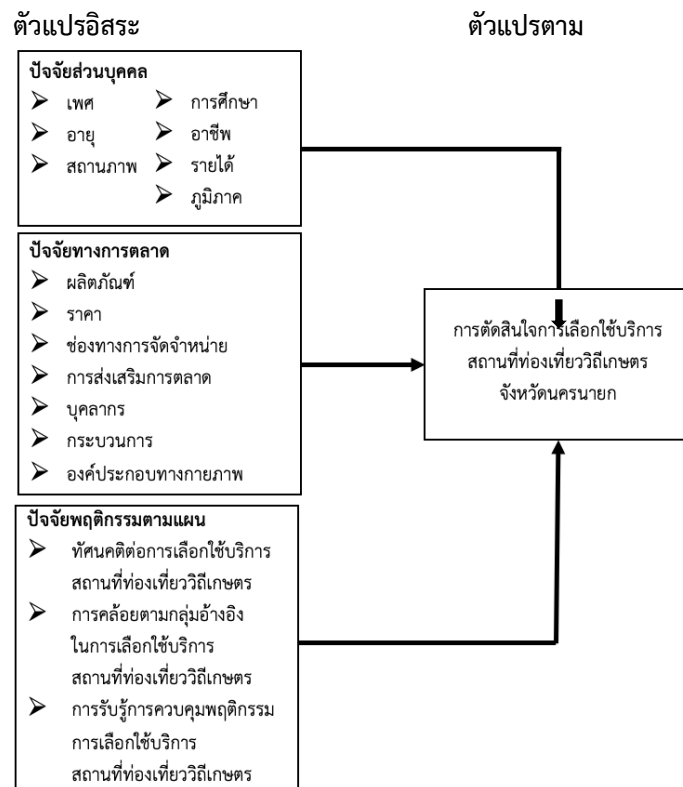 ตัวแปรอิสระ
ตัวแปรตาม
ปัจจัยส่วนบุคคล
➢ เพศ
➢ อายุ
➢ สถานภาพ
➢ การศึกษา
➢ อาชีพ
➢ รายได้
➢ ภูมิภาค
ปัจจัยทางการตลาด
➢ ผลิตภัณฑ์
➢ ราคา
➢ ช่องทางการจัดจำหน่าย
➢ การส่งเสริมการตลาด
➢ บุคลากร
➢ กระบวนการ
➢ องค์ประกอบทางกายภาพ
ปัจจัยพฤติกรรมตามแผน
➢ ทัศนคติต่อการเลือกใช้บริการ
สถานที่ท่องเที่ยววิถีเกษตร
➢ การคล้อยตามกลุ่มอ้างอิง
ในการเลือกใช้บริการ
สถานที่ท่องเที่ยววิถีเกษตร
➢ การรับรู้การควบคุมพฤติกรรม
การเลือกใช้บริการ
สถานที่ท่องเที่ยววิถีเกษตร
การตัดสินใจการเลือกใช้บริการ
สถานที่ท่องเที่ยววิถีเกษตร
จังหวัดนครนายก